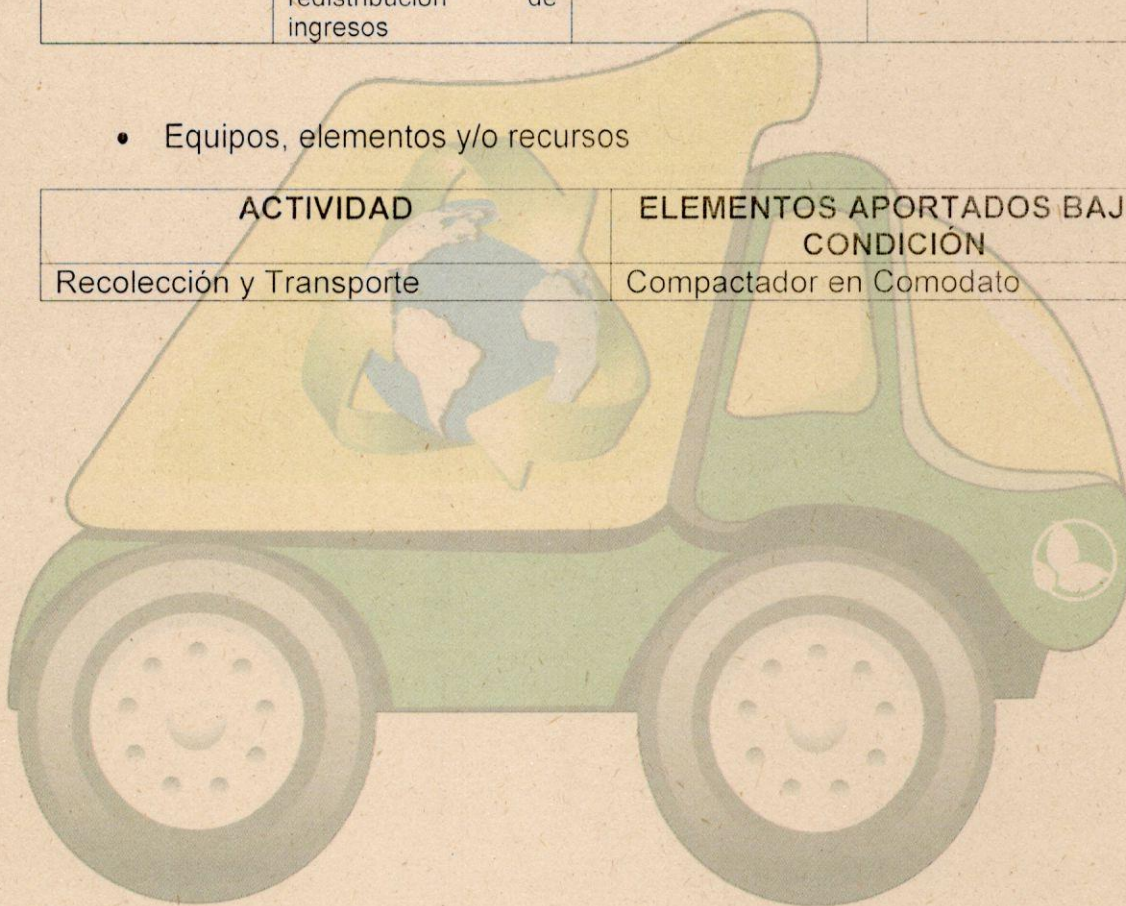 redistribución de
ingresos
• Equipos, elementos y/o recursos
ACTIVIDAD
ELEMENTOS APORTADOS BAJ
CONDICIÓN
Recolección y Transporte
Compactador en Comodato